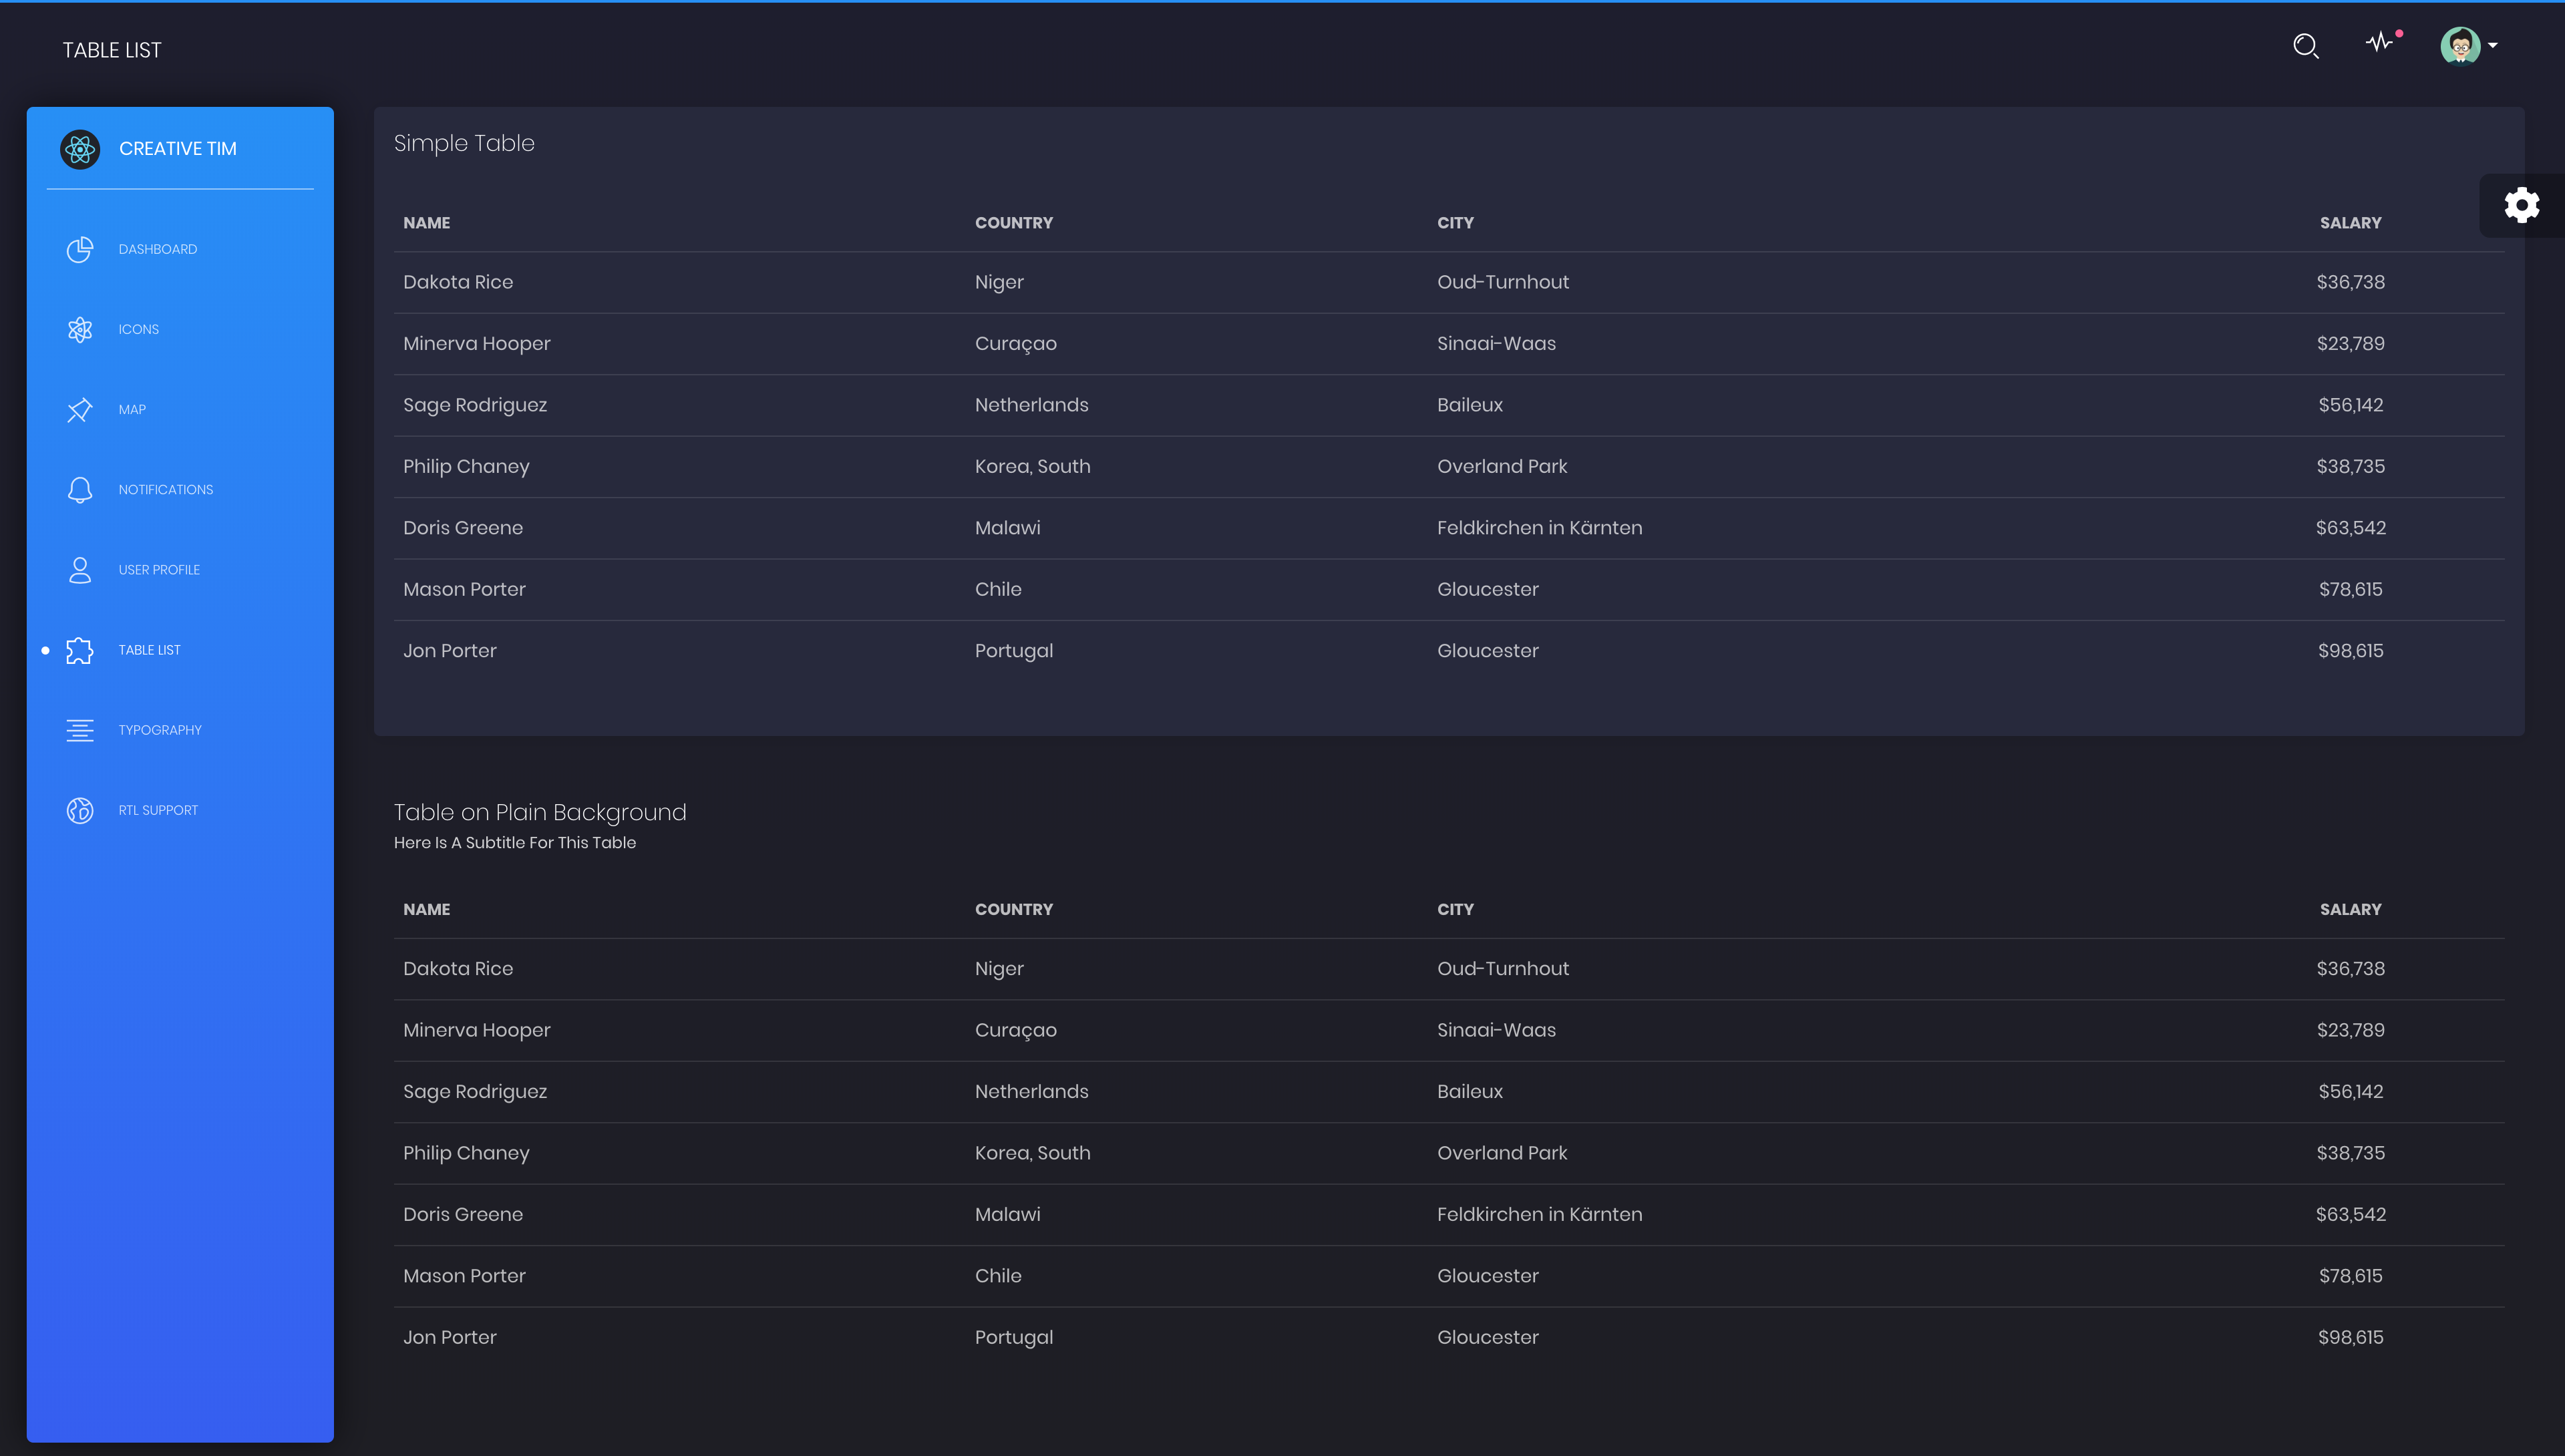 TABLE LIST
CREATIVE TIM
DASHBOARD
ICONS
MAP
NOTIFICATIONS
USER PROFILE
TABLE LIST
TYPOGRAPHY
RTL SUPPORT
Simple Table
NAME COUNTRY CITY SALARY
Dakota Rice Niger Oud-Turnhout $36,738
Minerva Hooper Curaçao Sinaai-Waas $23,789
Sage Rodriguez Netherlands Baileux $56,142
Philip Chaney Korea, South Overland Park $38,735
Doris Greene Malawi Feldkirchen in Kärnten $63,542
Mason Porter Chile Gloucester $78,615
Jon Porter Portugal Gloucester $98,615
Table on Plain Background
Here Is A Subtitle For This Table
NAME COUNTRY CITY SALARY
Dakota Rice Niger Oud-Turnhout $36,738
Minerva Hooper Curaçao Sinaai-Waas $23,789
Sage Rodriguez Netherlands Baileux $56,142
Philip Chaney Korea, South Overland Park $38,735
Doris Greene Malawi Feldkirchen in Kärnten $63,542
Mason Porter Chile Gloucester $78,615
Jon Porter Portugal Gloucester $98,615